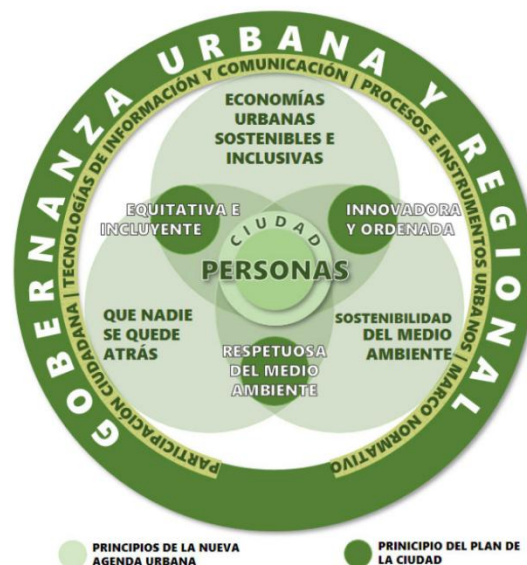 GOBERNANZA URBANA Y REGIONAL
PARTICIPACIÓN CIUDADANA | TECNOLOGÍAS DE INFORMACIÓN Y COMUNICACIÓN | PROCESOS E INSTRUMENTOS URBANOS | MARCO NORMATIVO
ECONOMÍAS
URBANAS
SOSTENIBLES E
INCLUSIVAS
EQUITATIVA E
INCLUYENTE
INNOVADORA
Y ORDENADA
CIUDAD
PERSONAS
QUE NADIE
SE QUEDE
ATRÁS
SOSTENIBILIDAD
DEL MEDIO
AMBIENTE
RESPETUOSA
DEL MEDIO
AMBIENTE
PRINCIPIOS DE LA NUEVA
AGENDA URBANA
PRINICIPIO DEL PLAN DE
LA CIUDAD